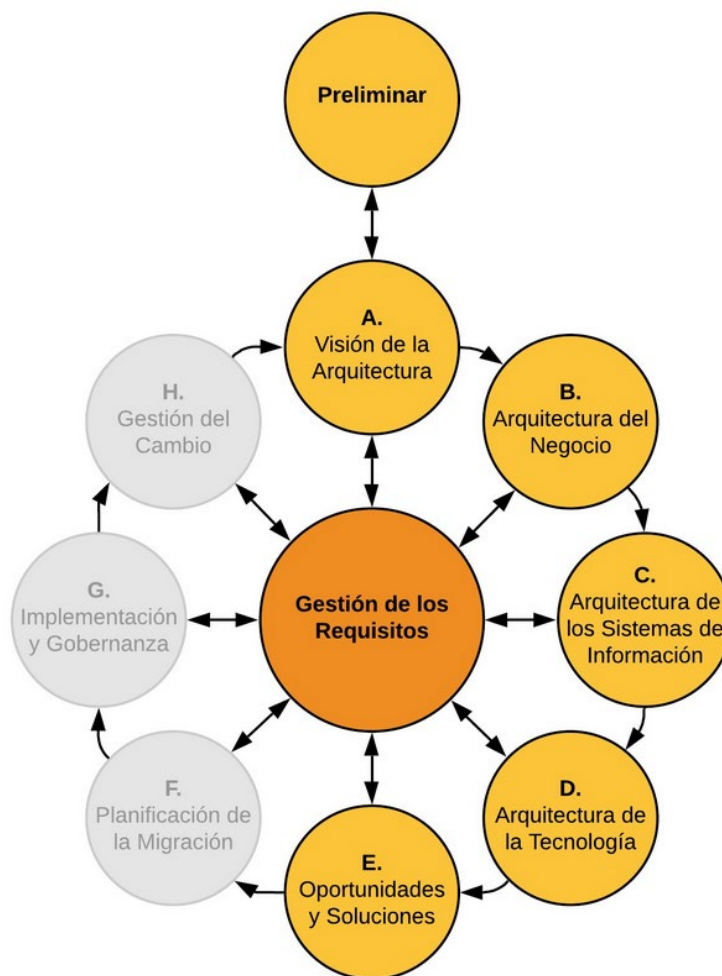 Preliminar
A.
Visión de la
Arquitectura
B.
Arquitectura del
Negocio
C.
Arquitectura de
los Sistemas de
Información
D.
Arquitectura de
la Tecnología
E.
Oportunidades
y Soluciones
F.
Planificación de
la Migración
G.
Implementación
y Gobernanza
H.
Gestión del
Cambio
Gestión de los
Requisitos